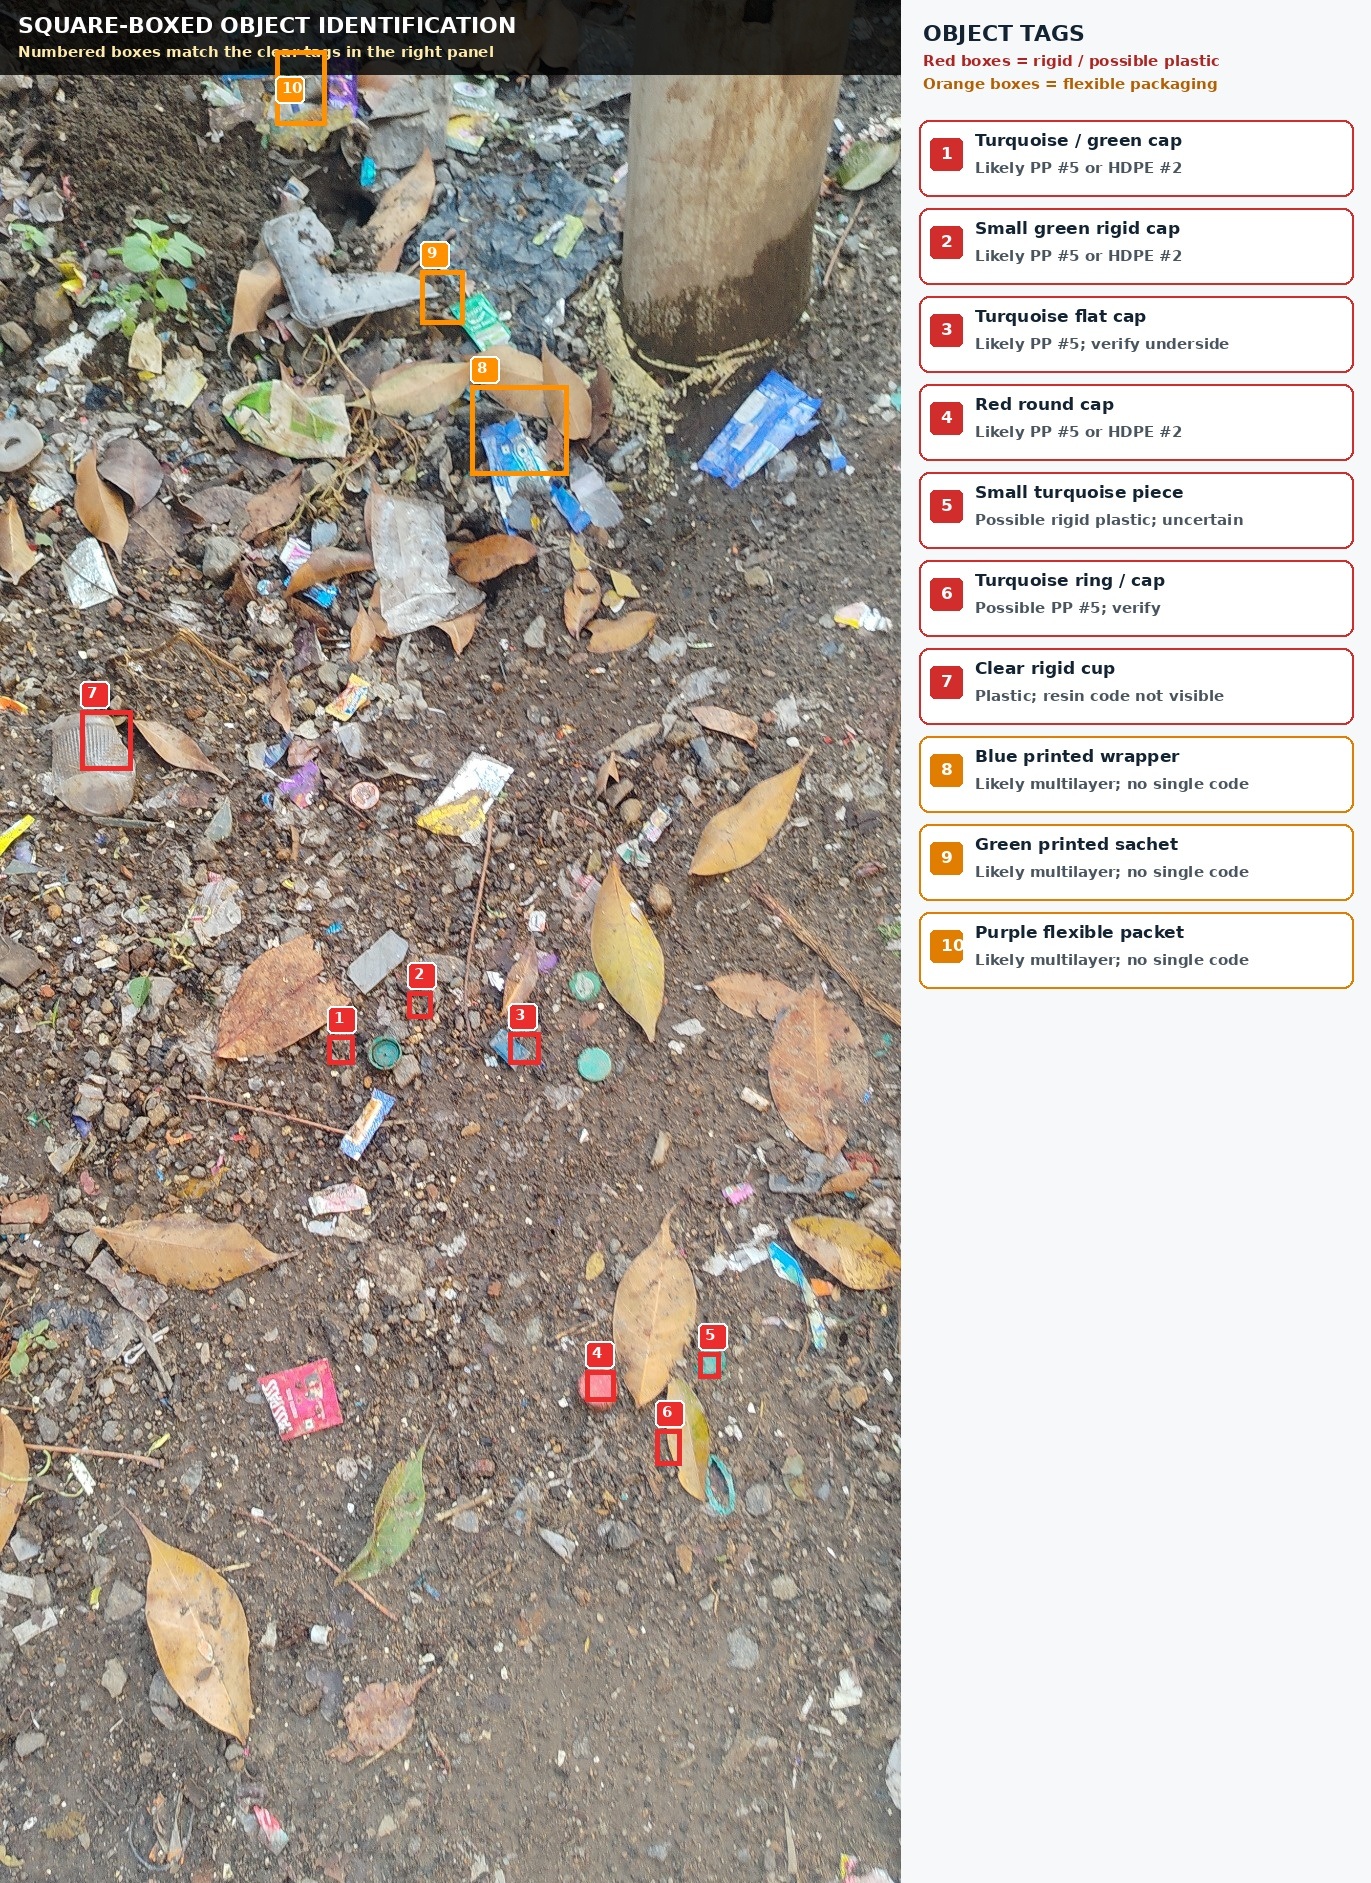 SQUARE-BOXED OBJECT IDENTIFICATION
Numbered boxes match the clear tags in the right panel
10
9
8
7
2
1
3
5
4
6
OBJECT TAGS
Red boxes = rigid / possible plastic
Orange boxes = flexible packaging
1
Turquoise / green cap
Likely PP #5 or HDPE #2
2
Small green rigid cap
Likely PP #5 or HDPE #2
3
Turquoise flat cap
Likely PP #5; verify underside
4
Red round cap
Likely PP #5 or HDPE #2
5
Small turquoise piece
Possible rigid plastic; uncertain
6
Turquoise ring / cap
Possible PP #5; verify
7
Clear rigid cup
Plastic; resin code not visible
8
Blue printed wrapper
Likely multilayer; no single code
9
Green printed sachet
Likely multilayer; no single code
10
Purple flexible packet
Likely multilayer; no single code